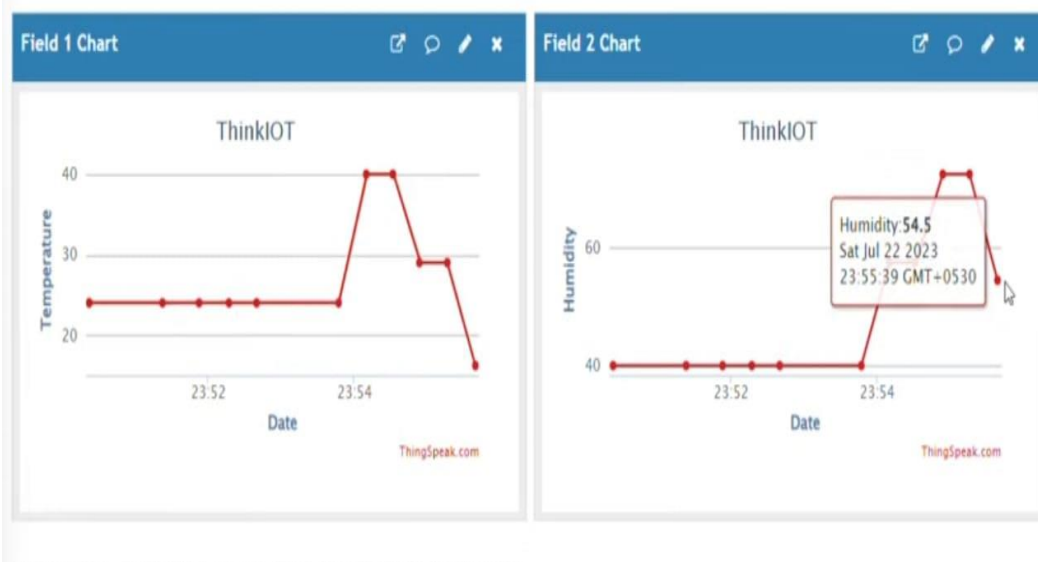 Field 1 Chart
ThinkIOT
40
30
20
Temperature
23:52
23:54
Date
ThingSpeak.com
Field 2 Chart
ThinkIOT
60
40
Humidity
Humidity:54.5
Sat Jul 22 2023
23:55:39 GMT+0530
23:52
23:54
Date
ThingSpeak.com